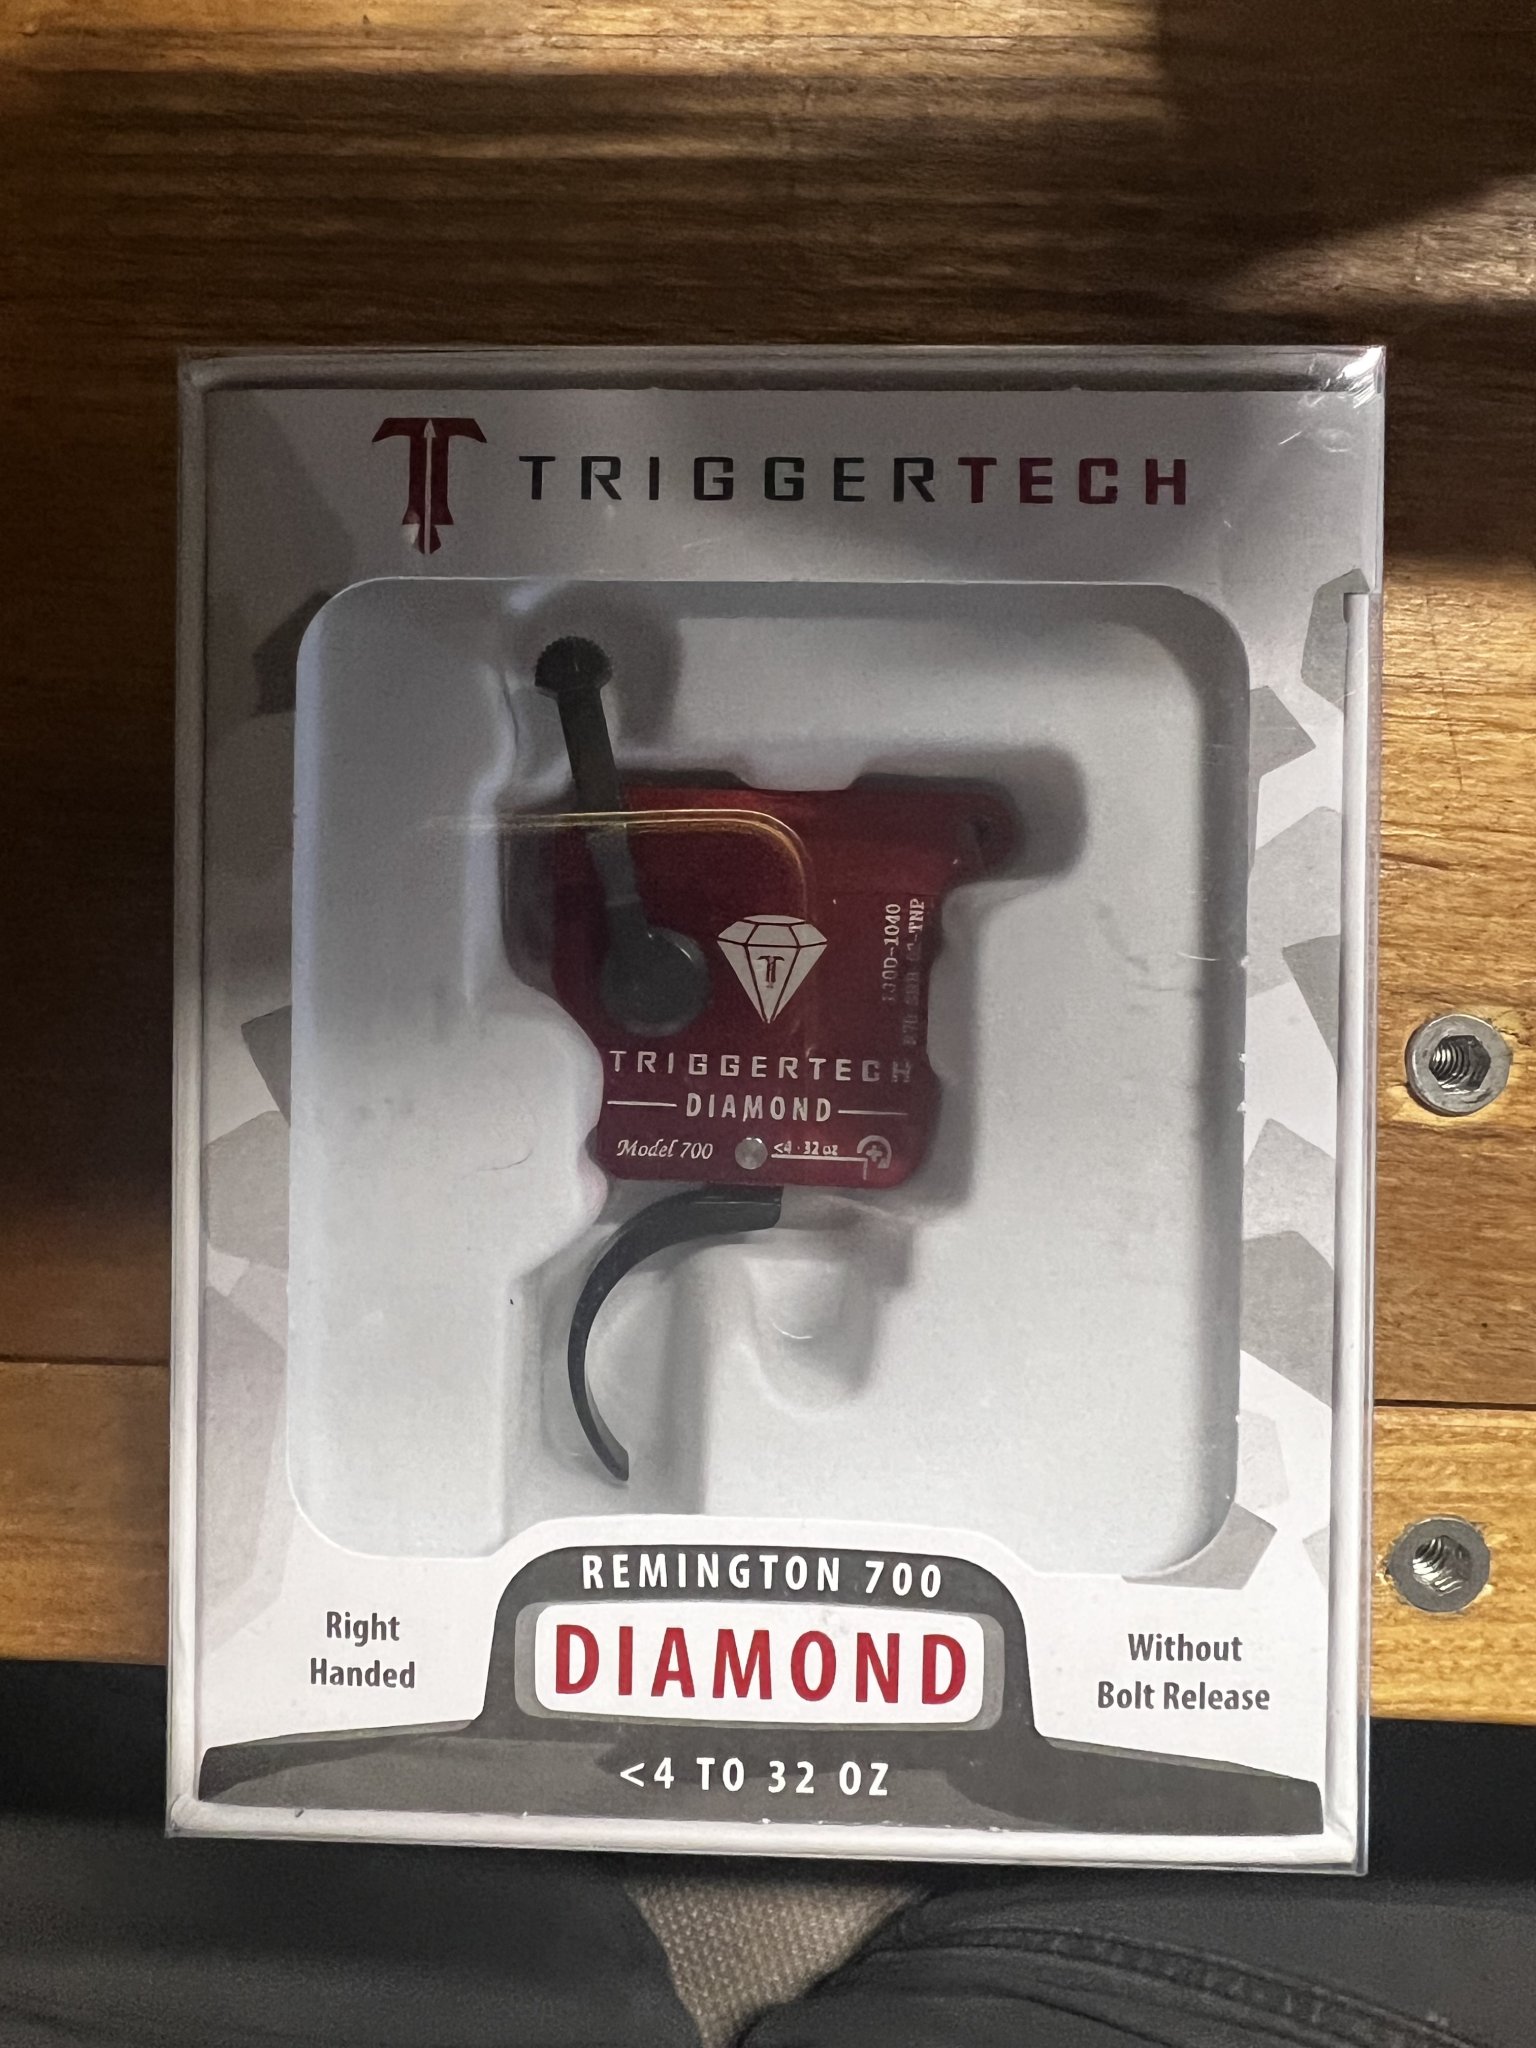 TRIGGERTECH
TRIGGERTECH
DIAMOND
Model 700
<4 - 32 oz
REMINGTON 700
DIAMOND
Right
Handed
Without
Bolt Release
<4 TO 32 OZ